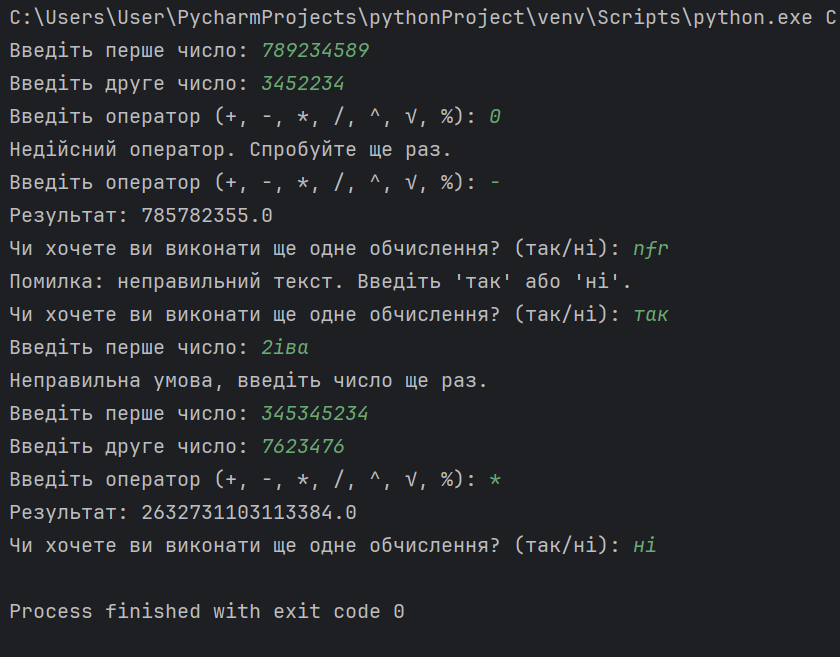 C:\Users\User\PycharmProjects\pythonProject\venv\Scripts\python.exe C
Введіть перше число: 789234589
Введіть друге число: 3452234
Введіть оператор (+, -, *, /, ^, √, %): 0
Недійсний оператор. Спробуйте ще раз.
Введіть оператор (+, -, *, /, ^, √, %): -
Результат: 785782355.0
Чи хочете ви виконати ще одне обчислення? (так/ні): nfr
Помилка: неправильний текст. Введіть 'так' або 'ні'.
Чи хочете ви виконати ще одне обчислення? (так/ні): так
Введіть перше число: 2іва
Неправильна умова, введіть число ще раз.
Введіть перше число: 345345234
Введіть друге число: 7623476
Введіть оператор (+, -, *, /, ^, √, %): *
Результат: 2632731103113384.0
Чи хочете ви виконати ще одне обчислення? (так/ні): ні
Process finished with exit code 0